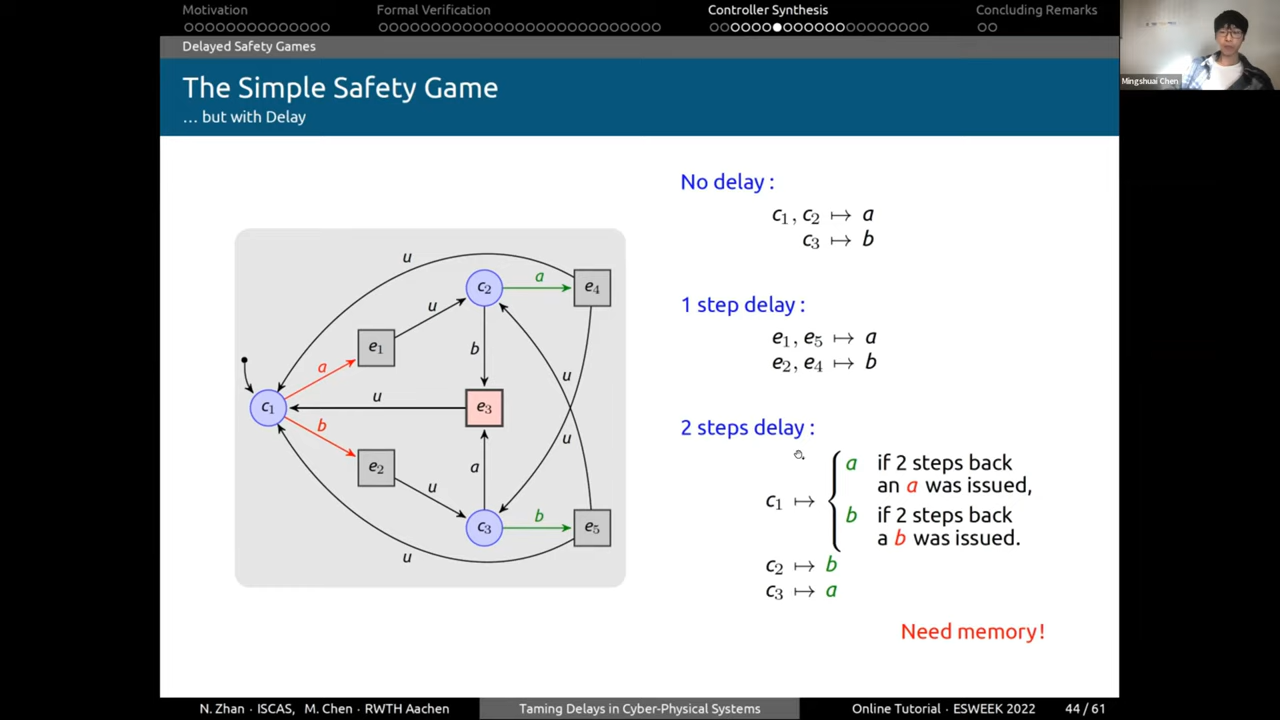 Motivation Formal Verification Controller Synthesis Concluding Remarks
Delayed Safety Games
The Simple Safety Game
... but with Delay
Mingshuai Chen
No delay :
c₁, c₂ ↦ a
c₃ ↦ b
1 step delay :
e₁, e₅ ↦ a
e₂, e₄ ↦ b
2 steps delay :
c₁ ↦ { a if 2 steps back
an a was issued,
b if 2 steps back
a b was issued.
c₂ ↦ b
c₃ ↦ a
Need memory!
u
c₂
a
e₄
u
e₁
b
a
u
c₁
u
e₃
b
u
e₂
a
u
c₃
b
e₅
u
N. Zhan · ISCAS, M. Chen · RWTH Aachen Taming Delays in Cyber-Physical Systems Online Tutorial · ESWEEK 2022 44 / 61